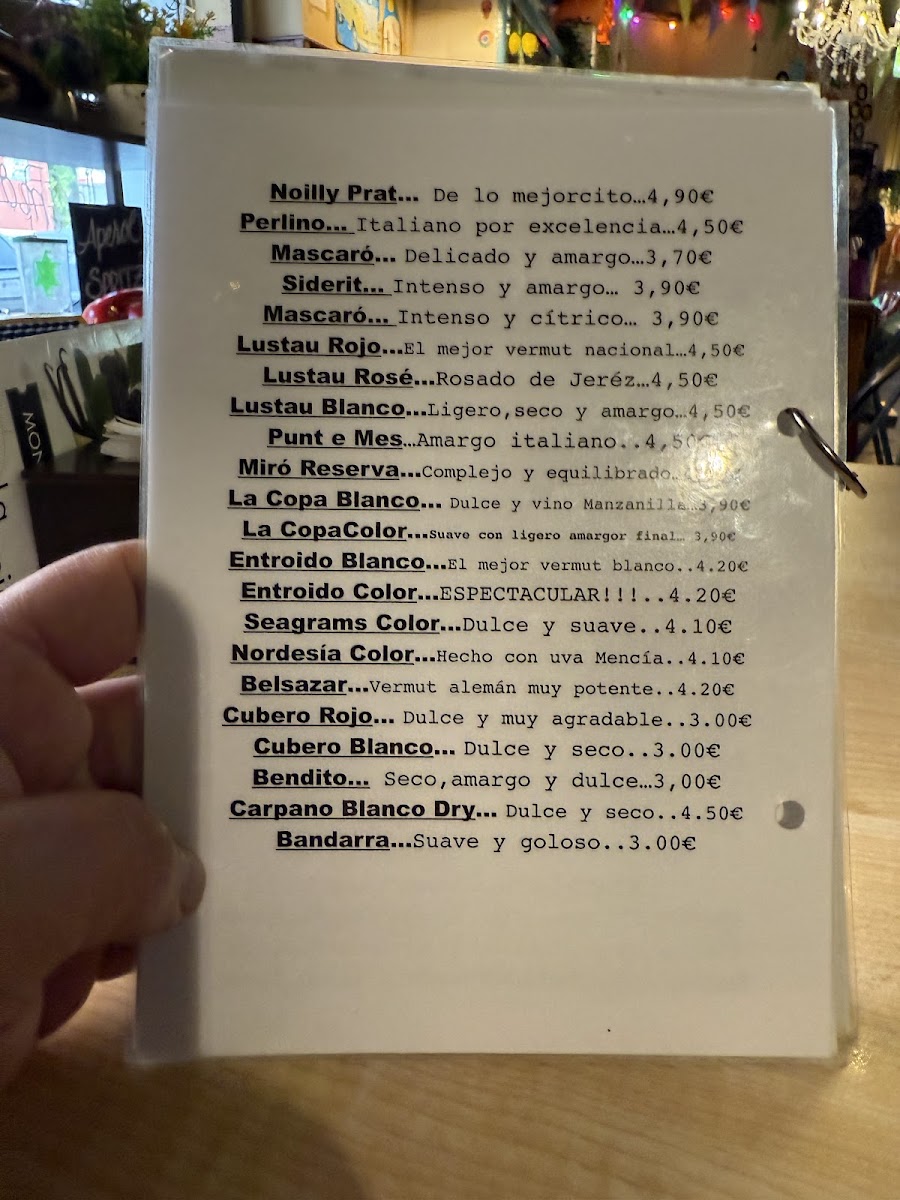 Noilly Prat... De lo mejorcito…4,90€
Perlino... Italiano por excelencia…4,50€
Mascaró... Delicado y amargo…3,70€
Siderit... Intenso y amargo… 3,90€
Mascaró... Intenso y cítrico… 3,90€
Lustau Rojo...El mejor vermut nacional…4,50€
Lustau Rosé...Rosado de Jeréz…4,50€
Lustau Blanco...Ligero,seco y amargo…4,50€
Punt e Mes…Amargo italiano..4,50€
Miró Reserva...Complejo y equilibrado
La Copa Blanco... Dulce y vino Manzanilla…3,90€
La CopaColor...Suave con ligero amargor final… 3,90€
Entroido Blanco...El mejor vermut blanco..4.20€
Entroido Color...ESPECTACULAR!!!..4.20€
Seagrams Color...Dulce y suave..4.10€
Nordesía Color...Hecho con uva Mencía..4.10€
Belsazar...Vermut alemán muy potente..4.20€
Cubero Rojo... Dulce y muy agradable..3.00€
Cubero Blanco... Dulce y seco..3.00€
Bendito... Seco,amargo y dulce…3,00€
Carpano Blanco Dry... Dulce y seco..4.50€
Bandarra...Suave y goloso..3.00€
Aperol
Spritz